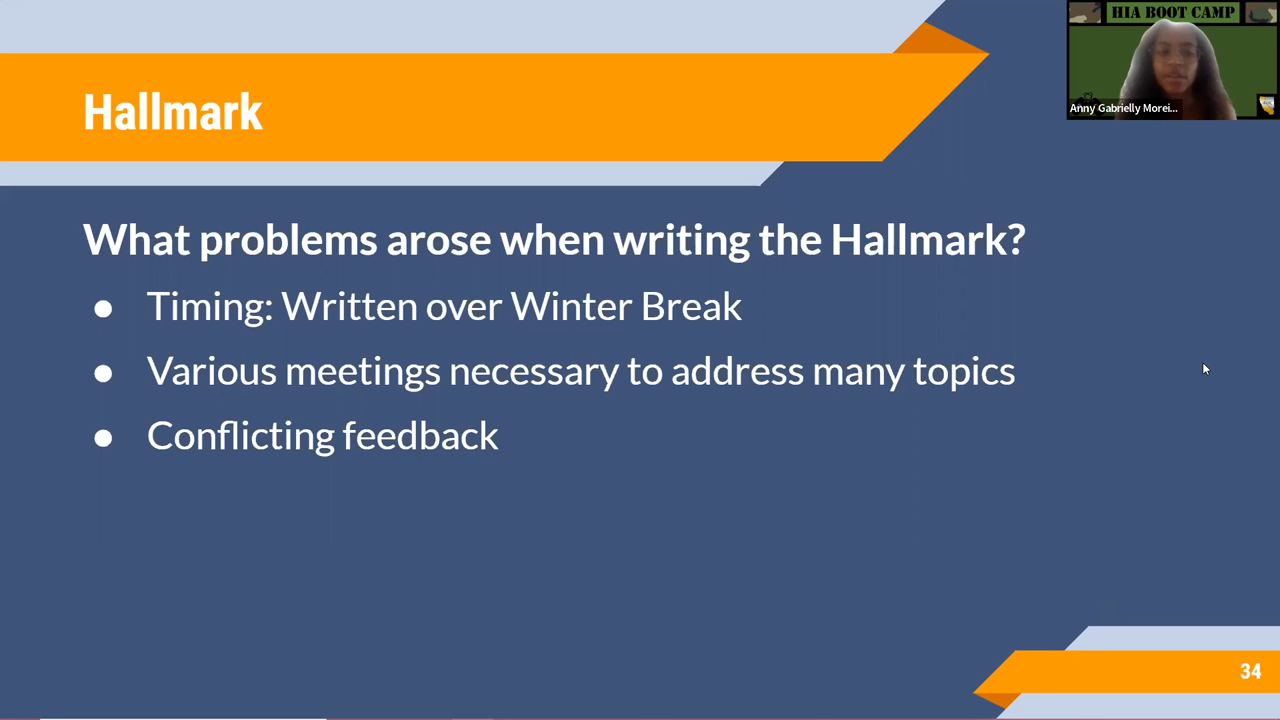 HIA BOOT CAMP
Anny Gabrielly Morei...
Hallmark
What problems arose when writing the Hallmark?
● Timing: Written over Winter Break
● Various meetings necessary to address many topics
● Conflicting feedback
34